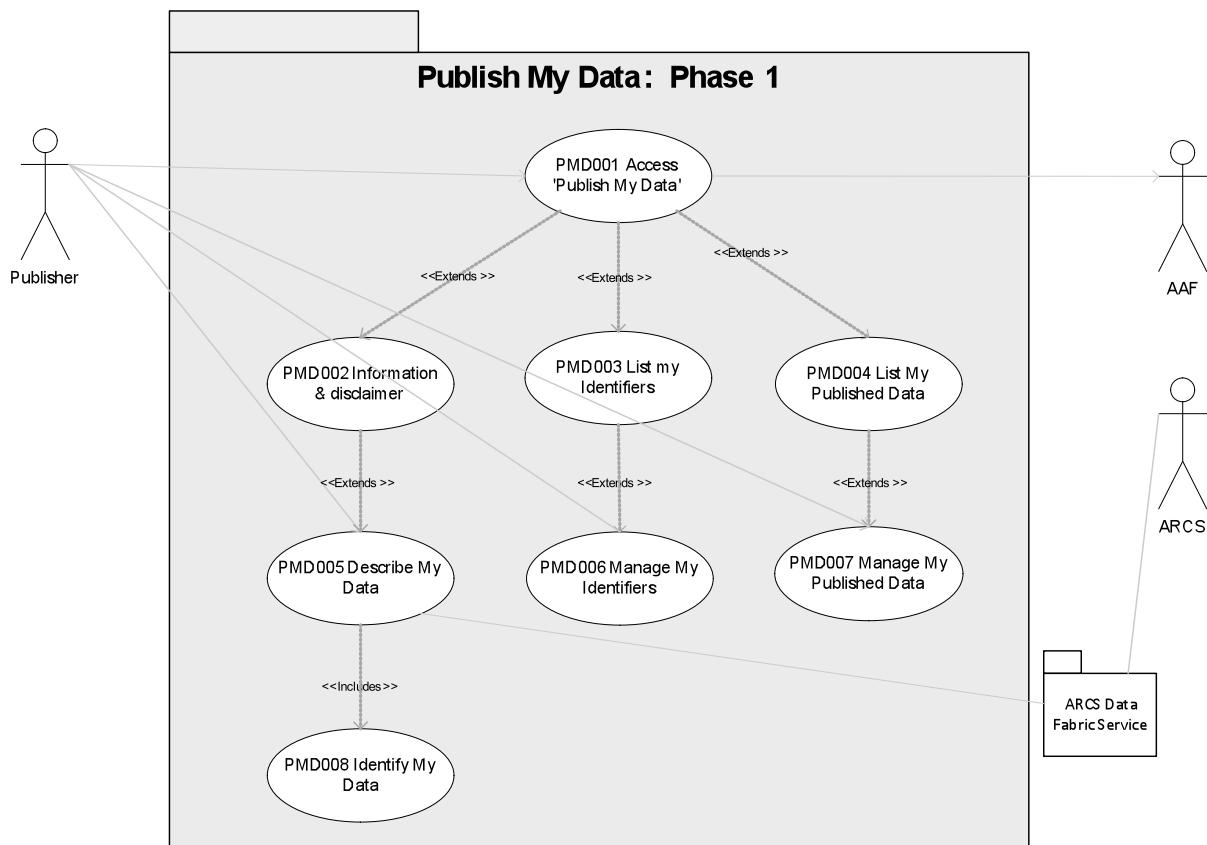 Publish My Data: Phase 1
PMD001 Access
'Publish My Data'
Publisher
AAF
<<Extends >>
<<Extends >>
<<Extends >>
PMD002 Information
& disclaimer
PMD003 List my
Identifiers
PMD004 List My
Published Data
<<Extends >>
<<Extends >>
<<Extends >>
ARCS
PMD005 Describe My
Data
PMD006 Manage My
Identifiers
PMD007 Manage My
Published Data
<<Includes >>
ARCS Data
Fabric Service
PMD008 Identify My
Data